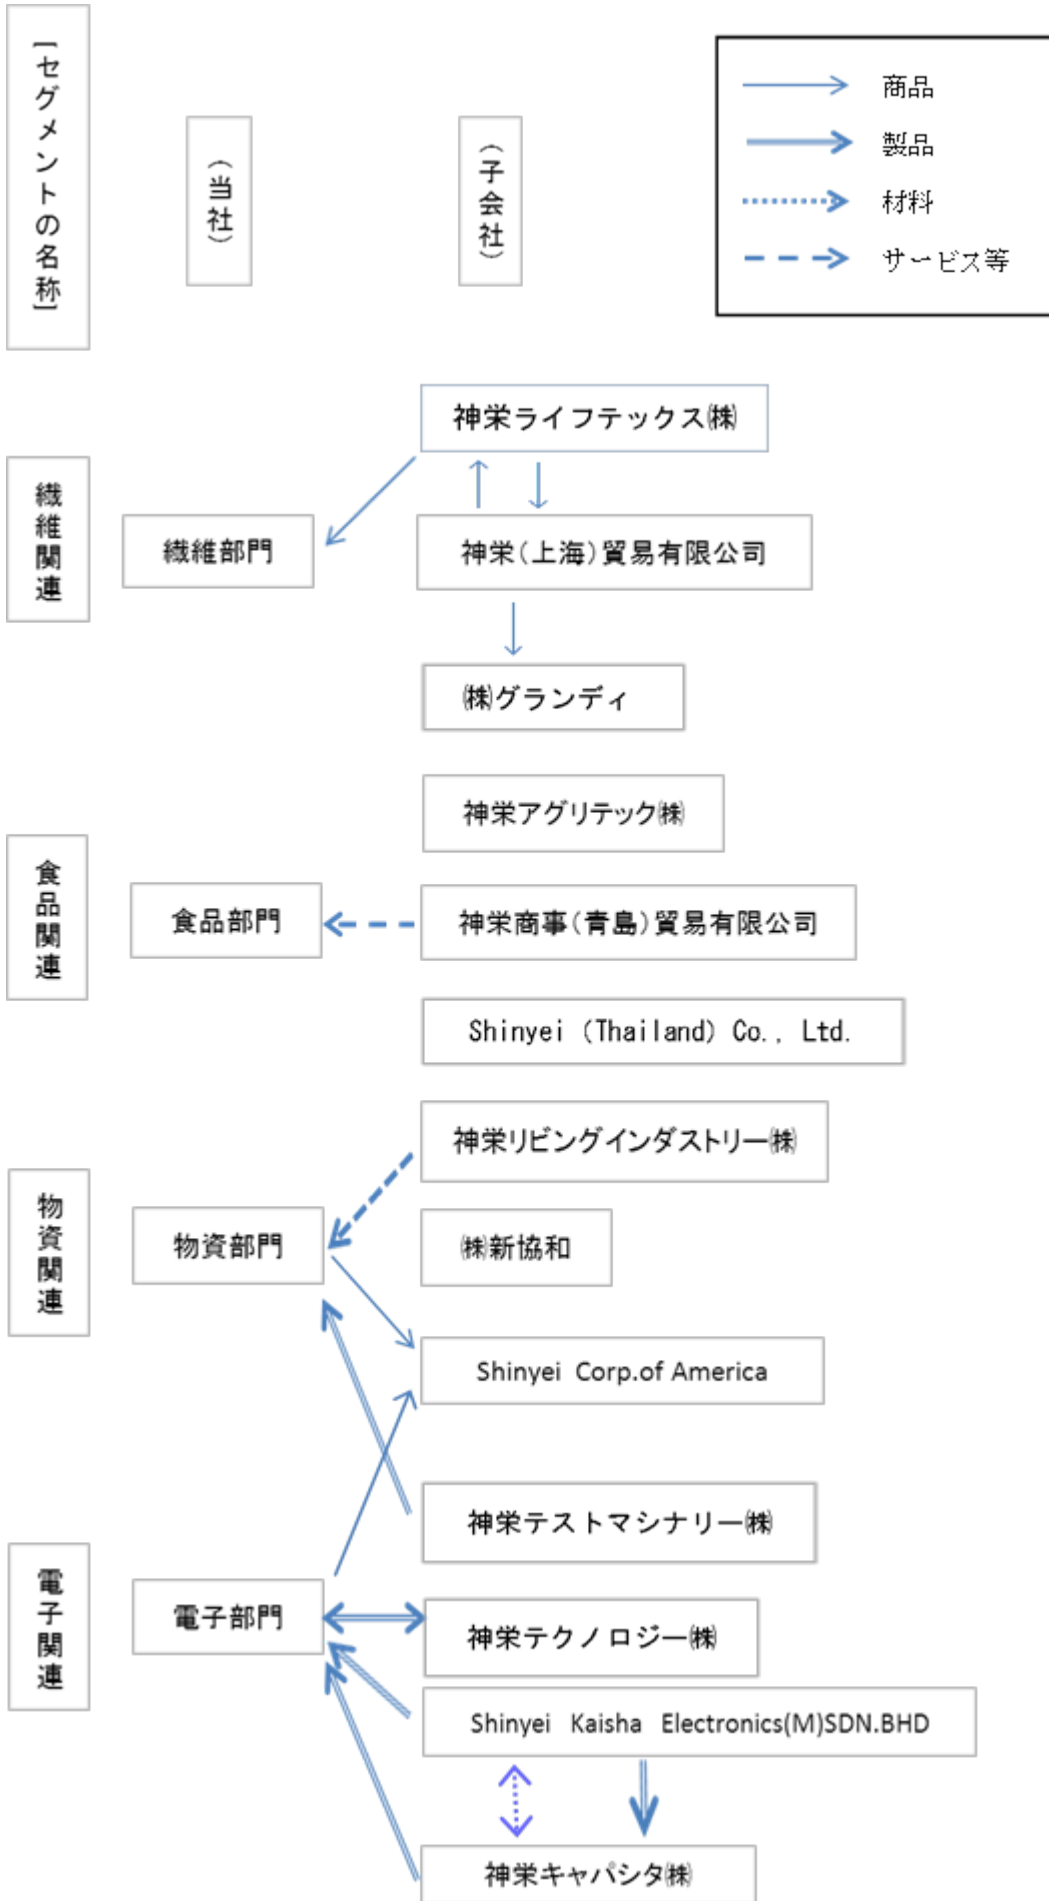 [セグメントの名称]
(当社)
(子会社)
商品
製品
材料
サービス等
神栄ライフテックス㈱
繊維関連
繊維部門
神栄(上海)貿易有限公司
㈱グランディ
神栄アグリテック㈱
食品関連
食品部門
神栄商事(青島)貿易有限公司
Shinyei (Thailand) Co., Ltd.
神栄リビングインダストリー㈱
物資関連
物資部門
㈱新協和
Shinyei Corp.of America
神栄テストマシナリー㈱
電子関連
電子部門
神栄テクノロジー㈱
Shinyei Kaisha Electronics(M)SDN.BHD
神栄キャパシタ㈱